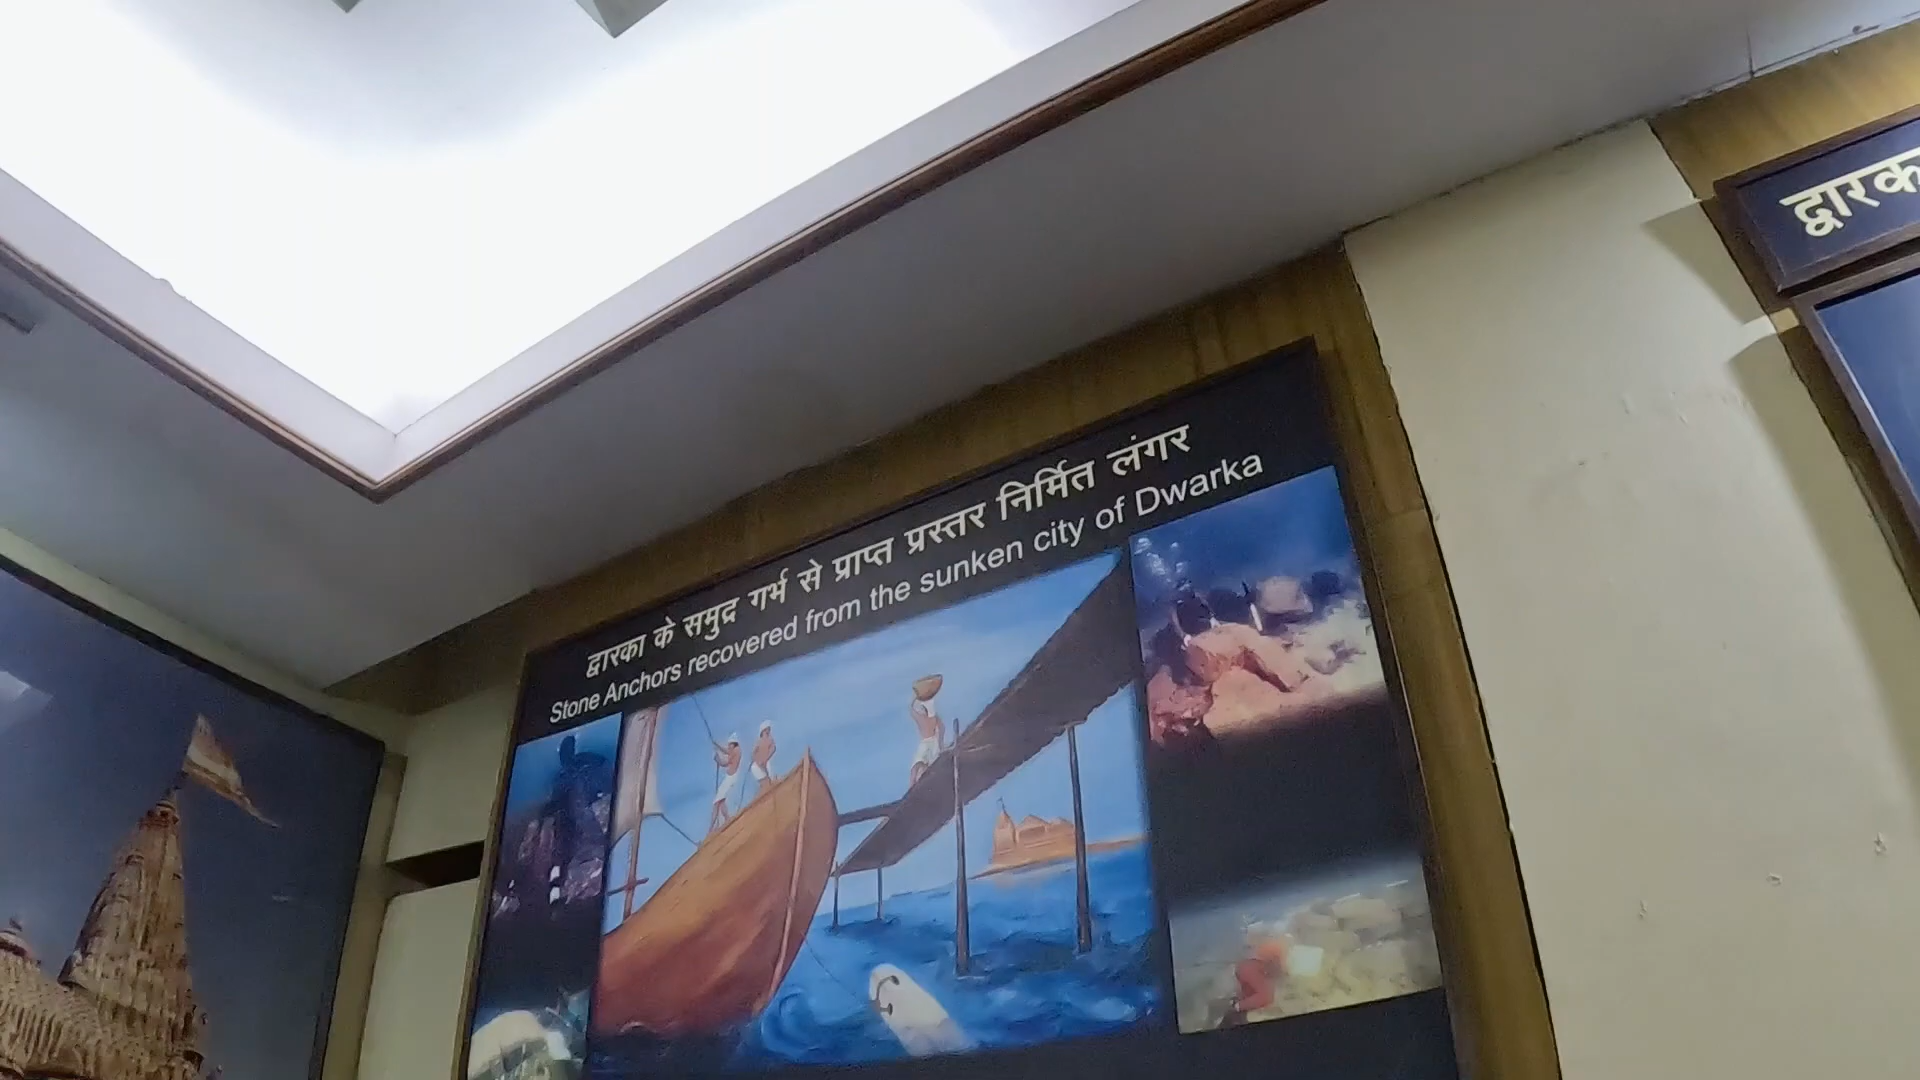 द्वारका के समुद्र गर्भ से प्राप्त प्रस्तर निर्मित लंगर
Stone Anchors recovered from the sunken city of Dwarka